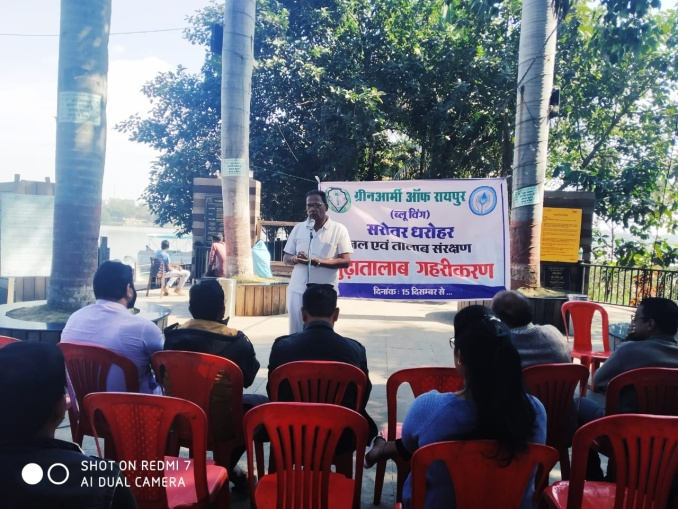 ग्रीनआर्मी ऑफ रायपुर
(ब्लू विंग)
सरोवर धरोहर
जल एवं तालाब संरक्षण
बूढ़ातालाब गहरीकरण
दिनांक : 15 दिसम्बर से ...
SHOT ON REDMI 7
AI DUAL CAMERA